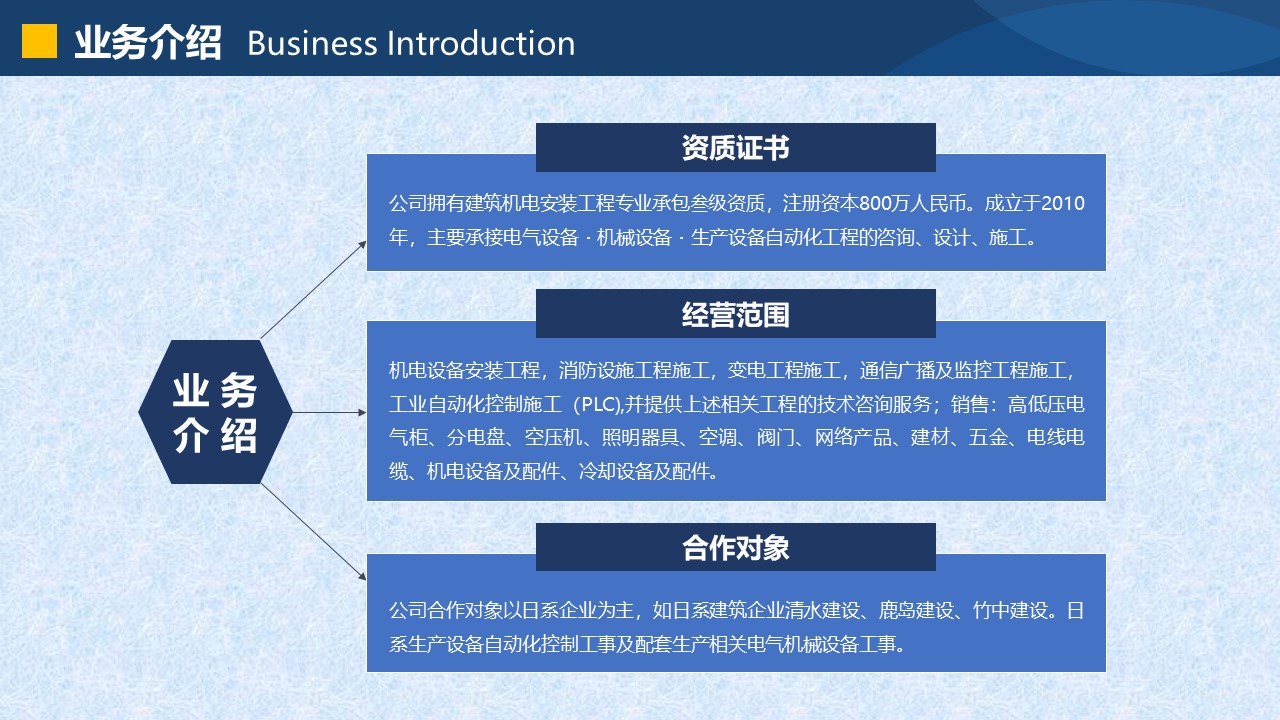 业务介绍 Business Introduction
资质证书
公司拥有建筑机电安装工程专业承包叁级资质，注册资本800万人民币。成立于2010
年，主要承接电气设备·机械设备·生产设备自动化工程的咨询、设计、施工。
经营范围
机电设备安装工程，消防设施工程施工，变电工程施工，通信广播及监控工程施工，
工业自动化控制施工（PLC),并提供上述相关工程的技术咨询服务；销售：高低压电
气柜、分电盘、空压机、照明器具、空调、阀门、网络产品、建材、五金、电线电
缆、机电设备及配件、冷却设备及配件。
业 务
介 绍
合作对象
公司合作对象以日系企业为主，如日系建筑企业清水建设、鹿岛建设、竹中建设。日
系生产设备自动化控制工事及配套生产相关电气机械设备工事。